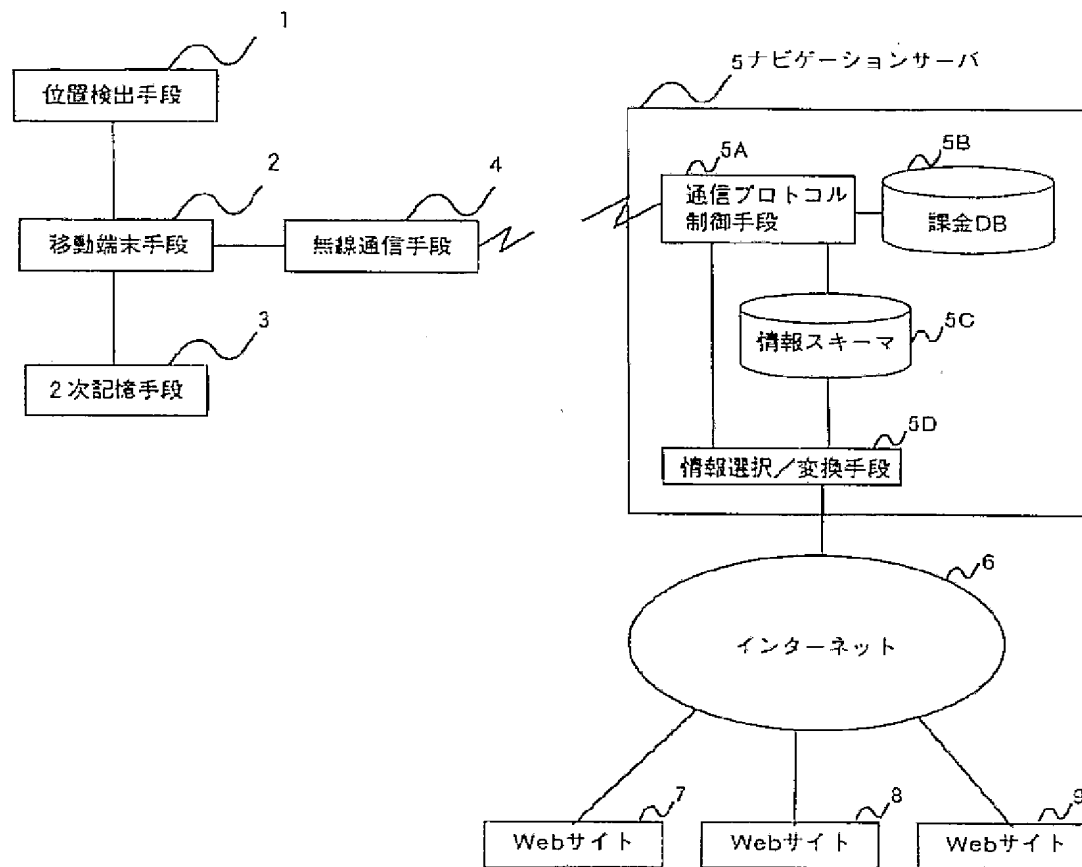 1
位置検出手段
2
移動端末手段
4
無線通信手段
3
2次記憶手段
5ナビゲーションサーバ
5A
通信プロトコル
制御手段
5B
課金DB
情報スキーマ
5C
5D
情報選択／変換手段
6
インターネット
7
Webサイト
8
Webサイト
9
Webサイト